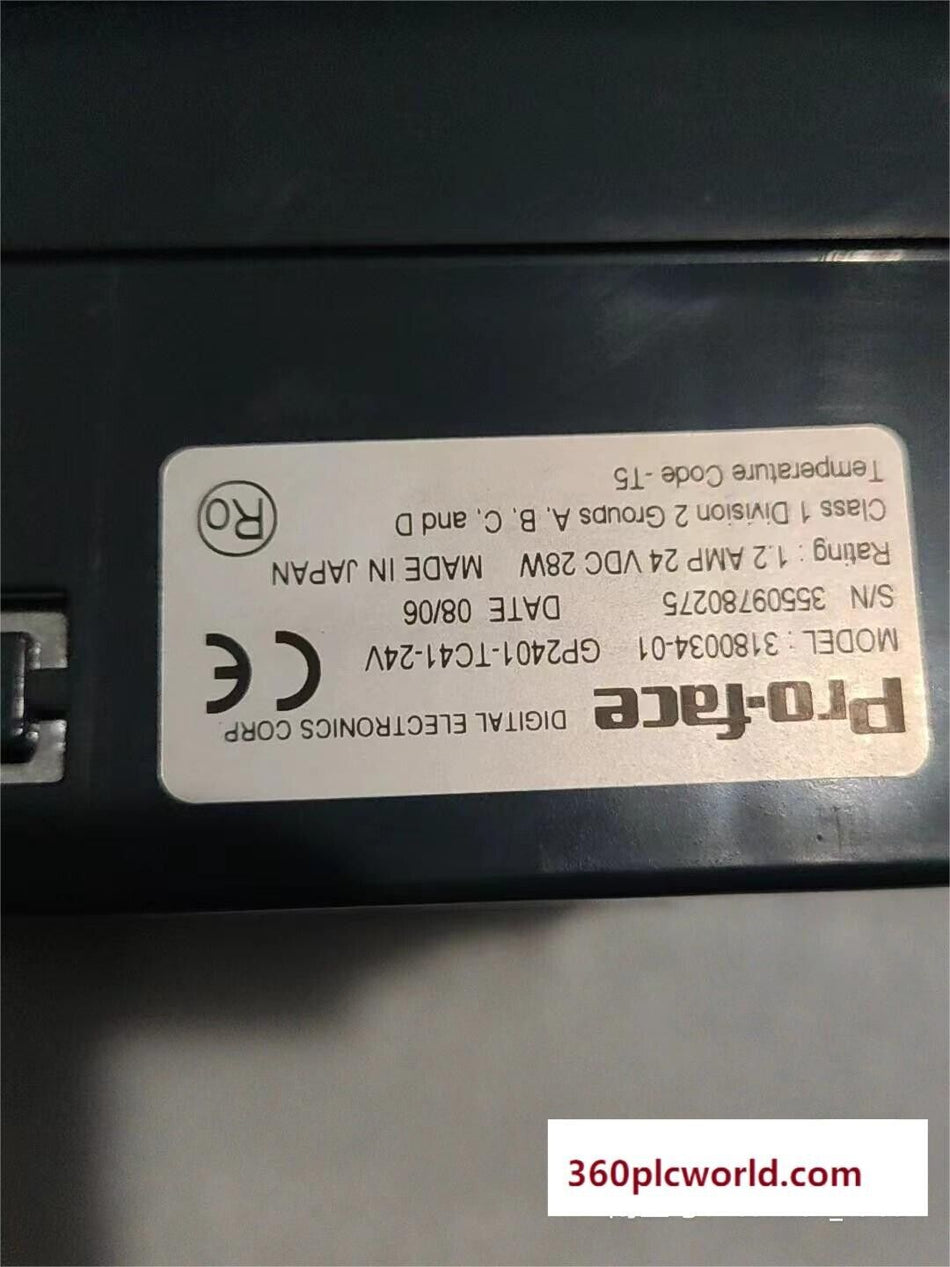 Pro-face DIGITAL ELECTRONICS CORP.
MODEL : 3180034-01 GP2401-TC41-24V
S/N 35509780275 DATE 08/06
CE
Rating : 1.2 AMP 24 VDC 28W MADE IN JAPAN
Class 1 Division 2 Groups A, B, C, and D
Temperature Code -T5
Ro
360plcworld.com